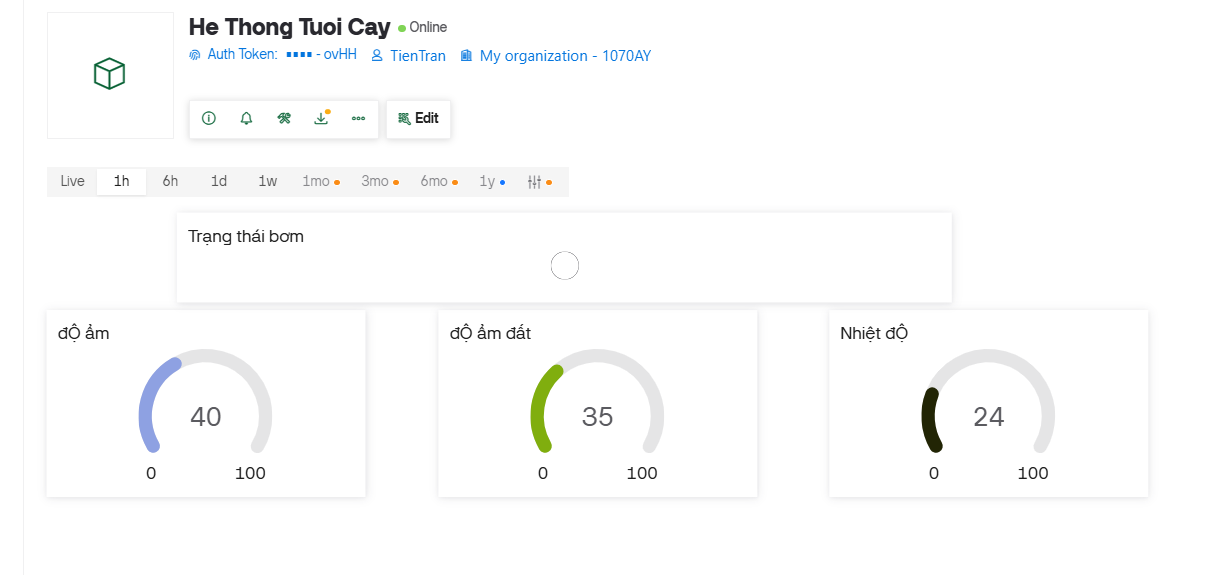 He Thong Tuoi Cay Online
Auth Token: ▪▪▪▪ - ovHH TienTran My organization - 1070AY
Edit
Live 1h 6h 1d 1w 1mo 3mo 6mo 1y
Trạng thái bơm
độ ẩm độ ẩm đất Nhiệt độ
40 35 24
0 100 0 100 0 100